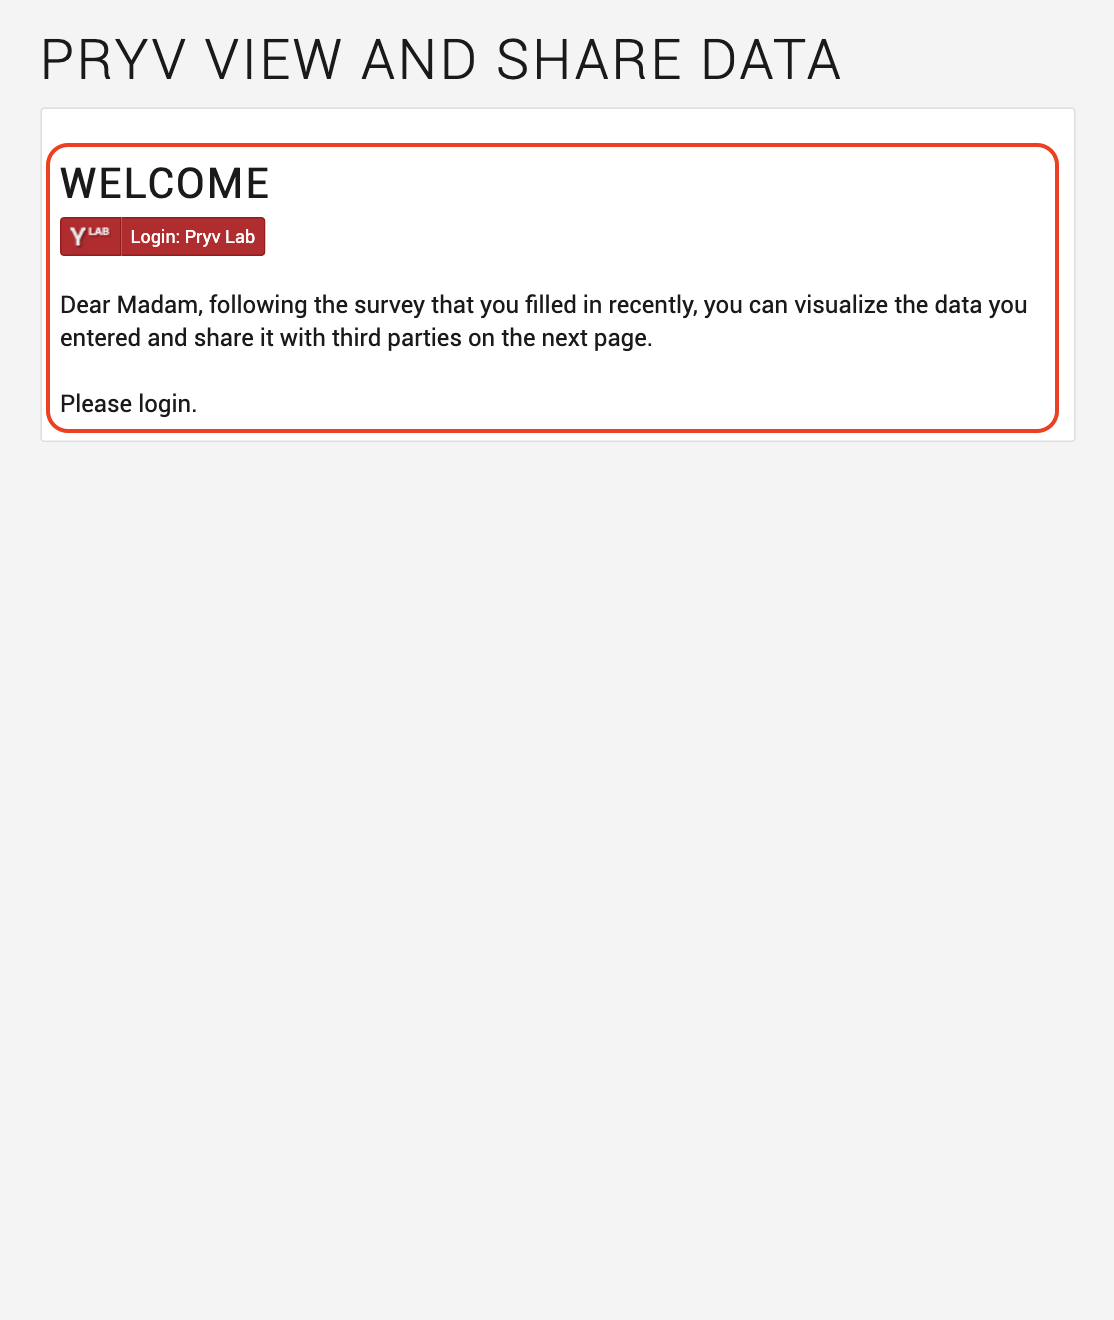 PRYV VIEW AND SHARE DATA
WELCOME
Y LAB Login: Pryv Lab
Dear Madam, following the survey that you filled in recently, you can visualize the data you
entered and share it with third parties on the next page.
Please login.